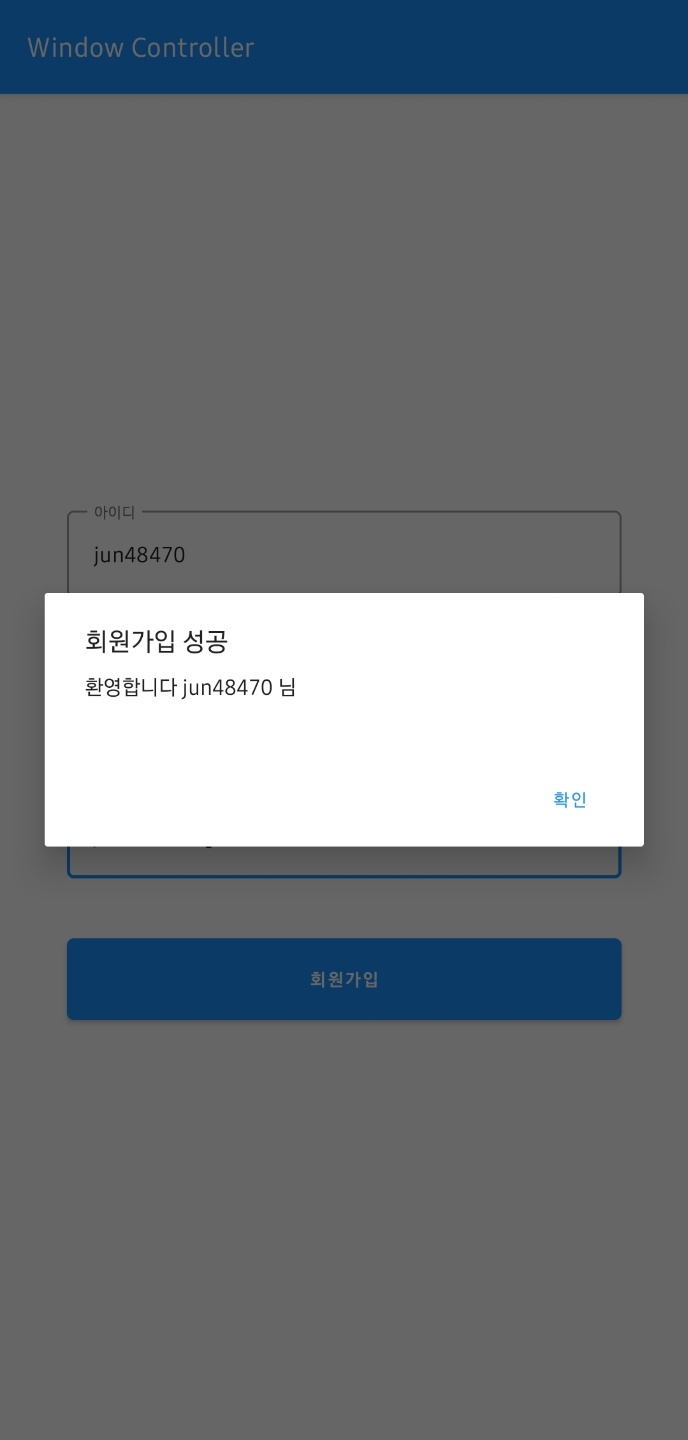 Window Controller
아이디
jun48470
회원가입 성공
환영합니다 jun48470 님
확인
회원가입